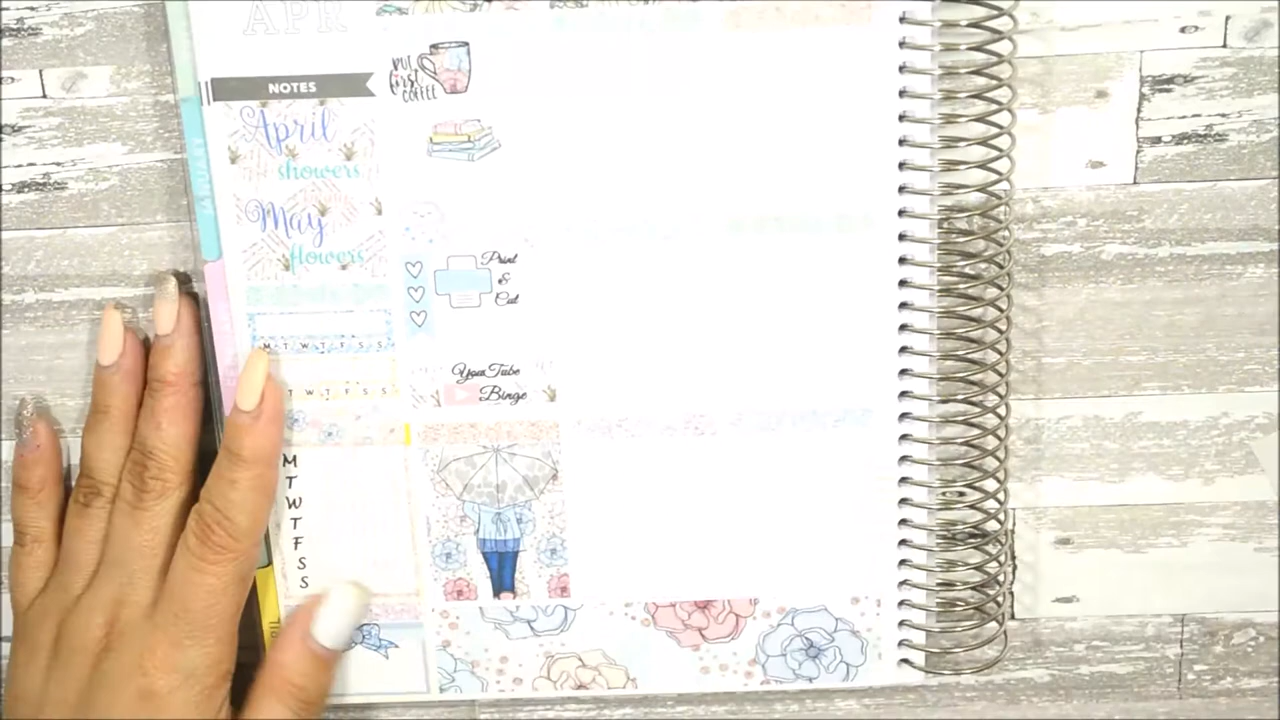 APR
NOTES
but
first
COFFEE
April
showers
May
flowers
Print
&
Cut
M T W T F S S
T W T F S S
YouTube
Binge
M
T
W
T
F
S
S